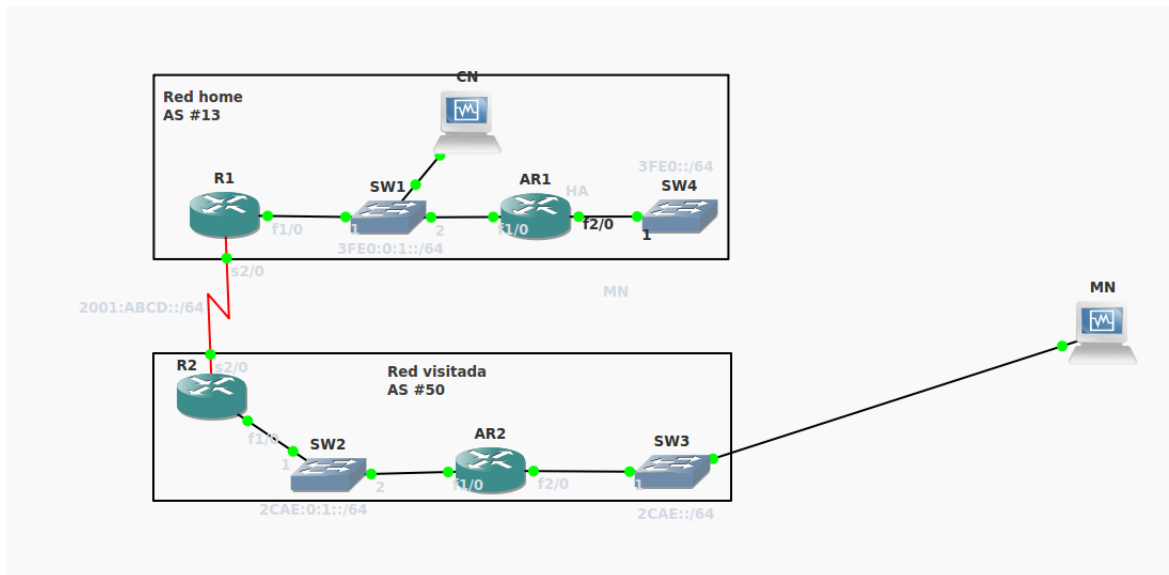 CN
Red home
AS #13
3FE0::/64
R1
SW1
AR1
HA
SW4
f1/0
1
2
f1/0
f2/0
1
3FE0:0:1::/64
s2/0
2001:ABCD::/64
MN
MN
R2
s2/0
Red visitada
AS #50
f1/0
SW2
AR2
SW3
1
2
f1/0
f2/0
1
2CAE:0:1::/64
2CAE::/64